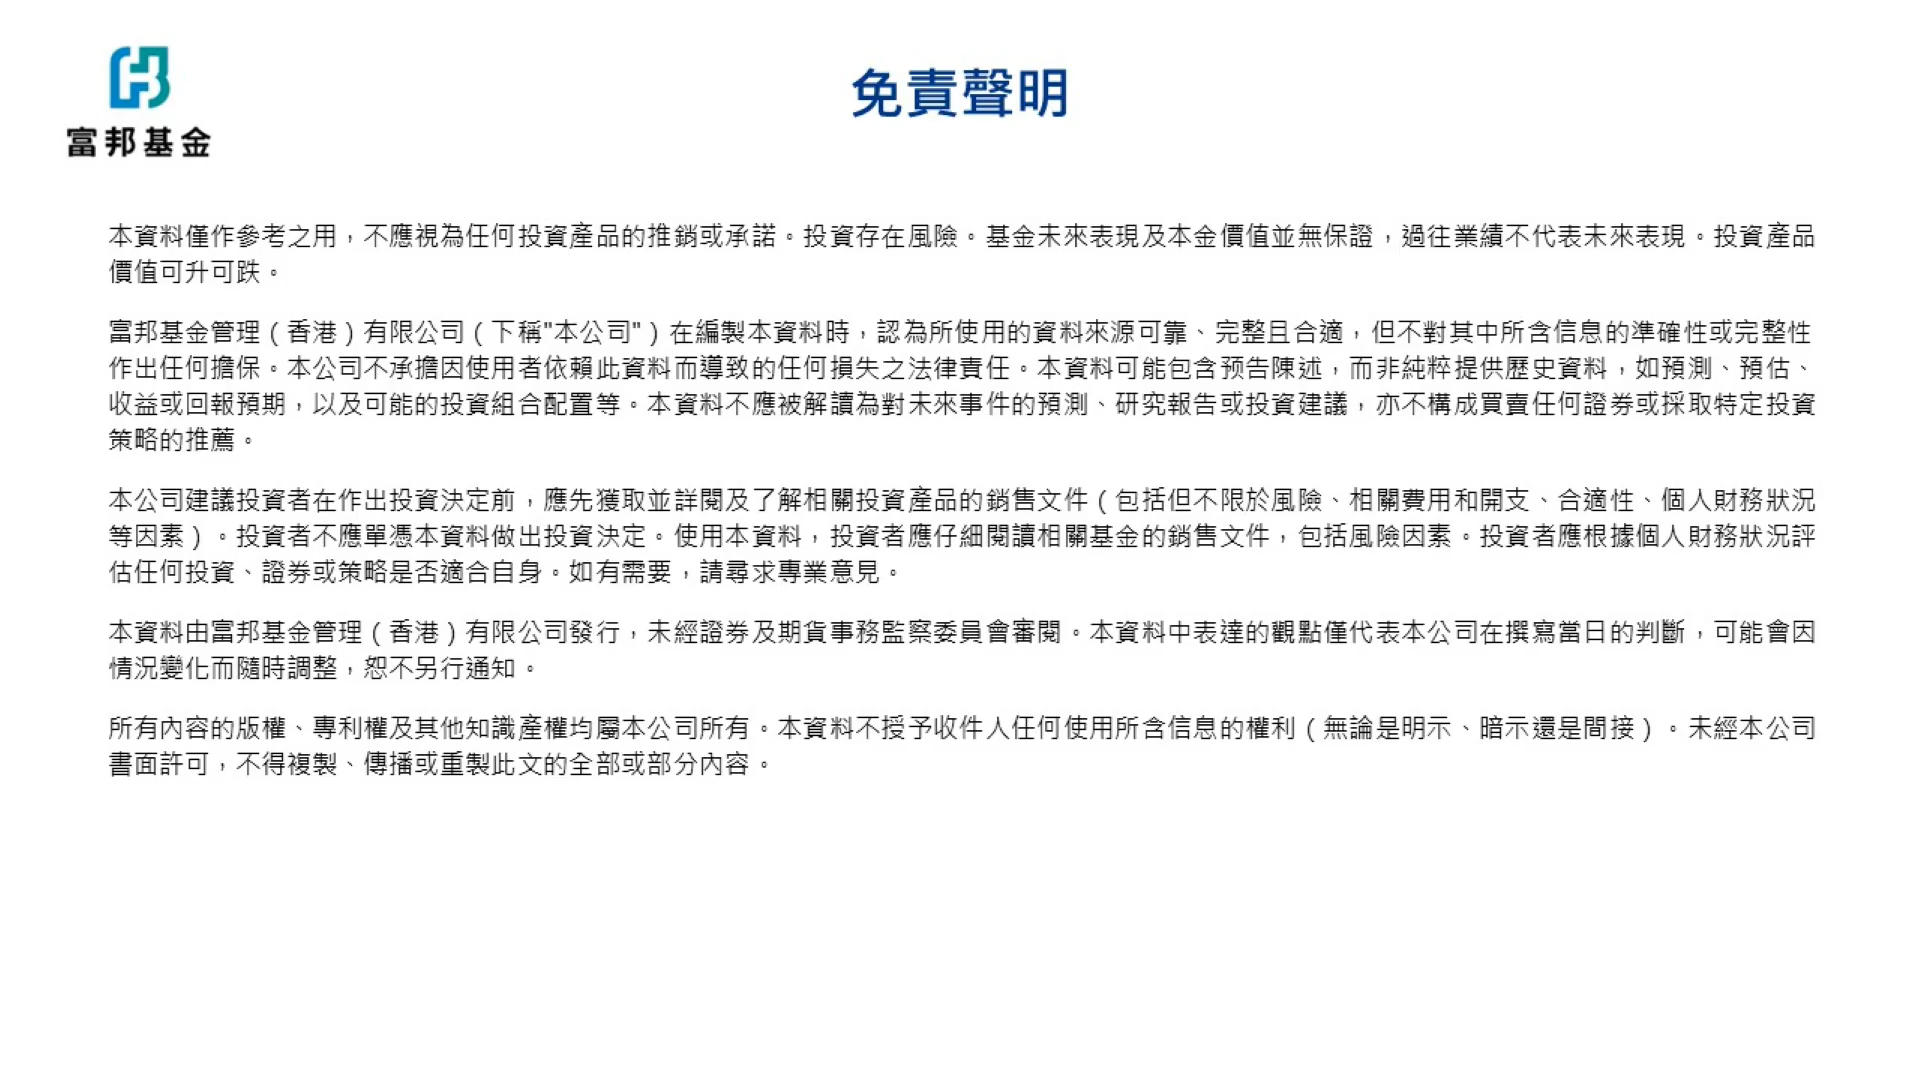 富邦基金
免責聲明
本資料僅作參考之用，不應視為任何投資產品的推銷或承諾。投資存在風險。基金未來表現及本金價值並無保證，過往業績不代表未來表現。投資產品
價值可升可跌。
富邦基金管理（香港）有限公司（下稱"本公司"）在編製本資料時，認為所使用的資料來源可靠、完整且合適，但不對其中所含信息的準確性或完整性
作出任何擔保。本公司不承擔因使用者依賴此資料而導致的任何損失之法律責任。本資料可能包含预告陳述，而非純粹提供歷史資料，如預測、預估、
收益或回報預期，以及可能的投資組合配置等。本資料不應被解讀為對未來事件的預測、研究報告或投資建議，亦不構成買賣任何證券或採取特定投資
策略的推薦。
本公司建議投資者在作出投資決定前，應先獲取並詳閱及了解相關投資產品的銷售文件（包括但不限於風險、相關費用和開支、合適性、個人財務狀況
等因素）。投資者不應單憑本資料做出投資決定。使用本資料，投資者應仔細閱讀相關基金的銷售文件，包括風險因素。投資者應根據個人財務狀況評
估任何投資、證券或策略是否適合自身。如有需要，請尋求專業意見。
本資料由富邦基金管理（香港）有限公司發行，未經證券及期貨事務監察委員會審閱。本資料中表達的觀點僅代表本公司在撰寫當日的判斷，可能會因
情況變化而隨時調整，恕不另行通知。
所有內容的版權、專利權及其他知識產權均屬本公司所有。本資料不授予收件人任何使用所含信息的權利（無論是明示、暗示還是間接）。未經本公司
書面許可，不得複製、傳播或重製此文的全部或部分內容。